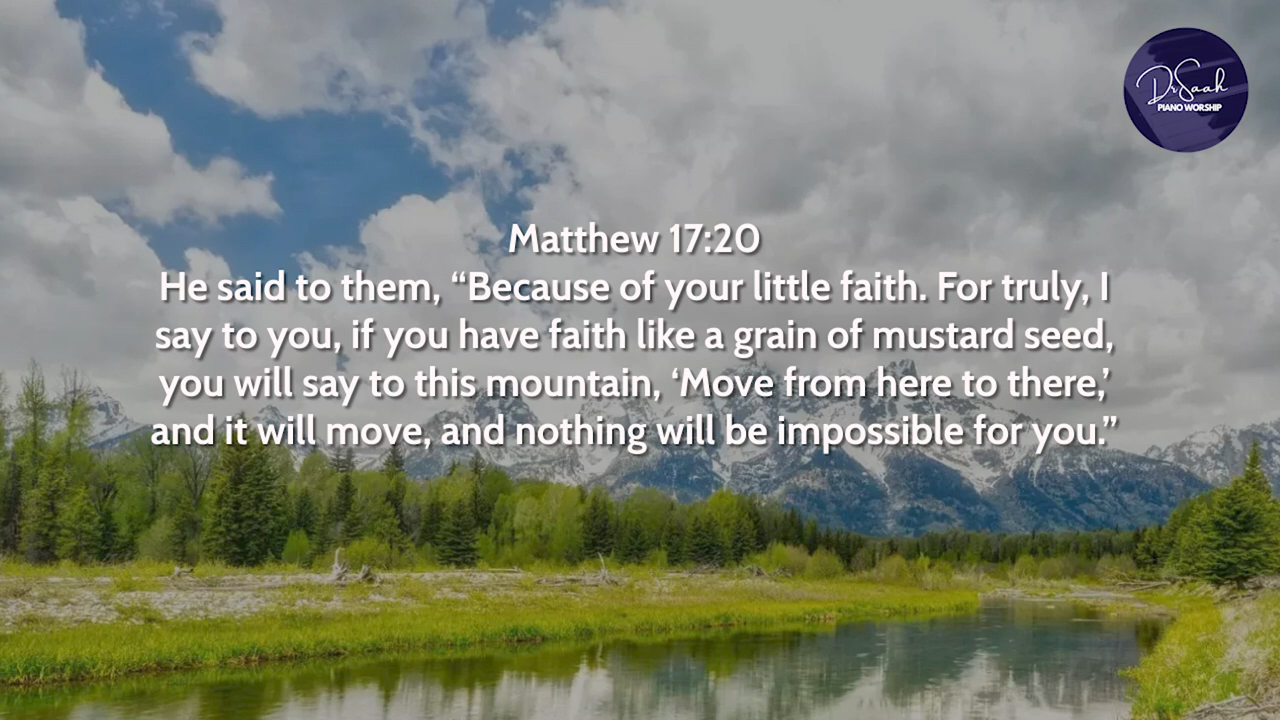 DrSaah
PIANO WORSHIP
Matthew 17:20
He said to them, “Because of your little faith. For truly, I
say to you, if you have faith like a grain of mustard seed,
you will say to this mountain, ‘Move from here to there,’
and it will move, and nothing will be impossible for you.”